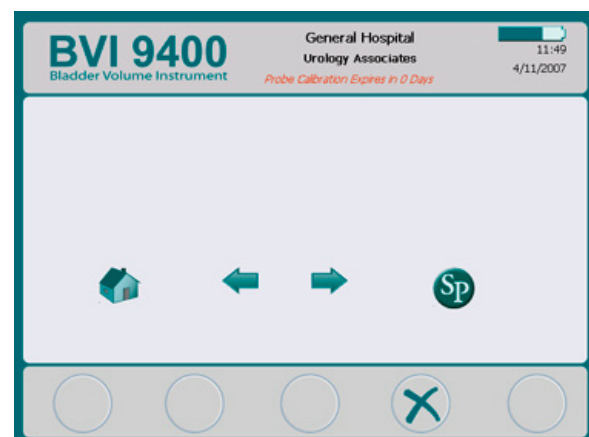 BVI 9400
Bladder Volume Instrument
General Hospital
Urology Associates
Probe Calibration Expires in 0 Days
11:49
4/11/2007
SP